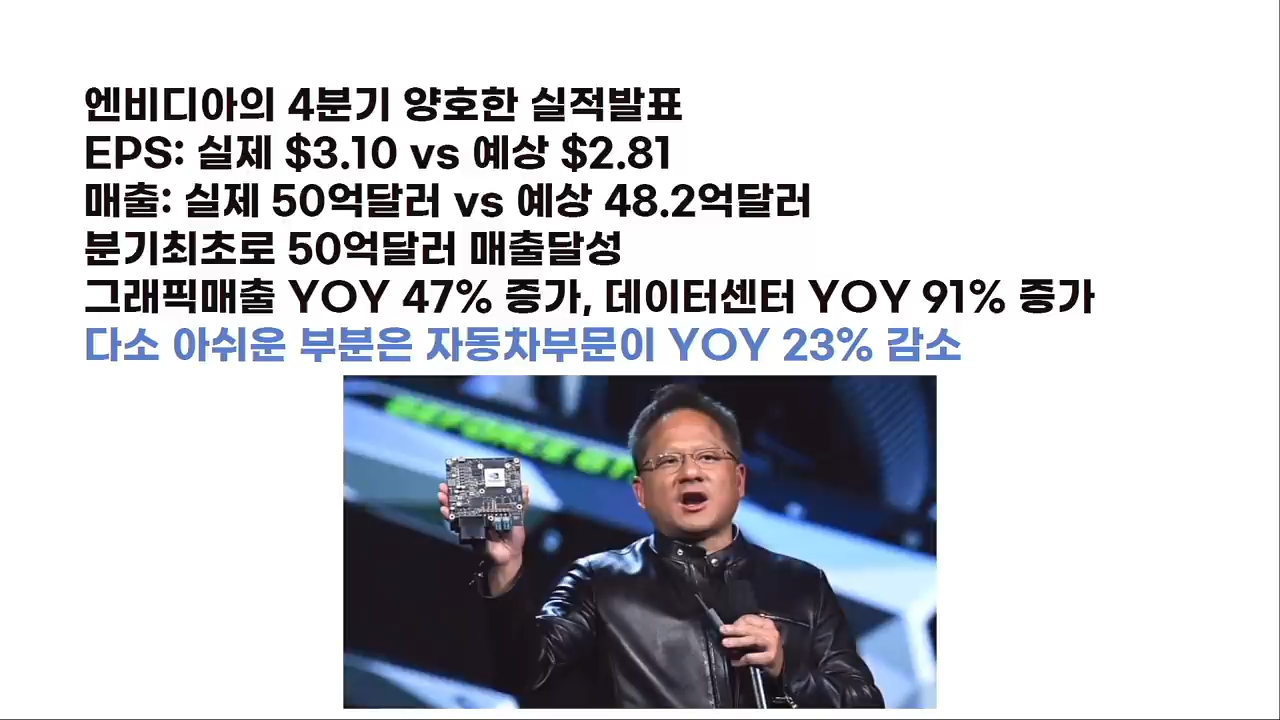 엔비디아의 4분기 양호한 실적발표
EPS: 실제 $3.10 vs 예상 $2.81
매출: 실제 50억달러 vs 예상 48.2억달러
분기최초로 50억달러 매출달성
그래픽매출 YOY 47% 증가, 데이터센터 YOY 91% 증가
다소 아쉬운 부분은 자동차부문이 YOY 23% 감소
GEFORCE GT